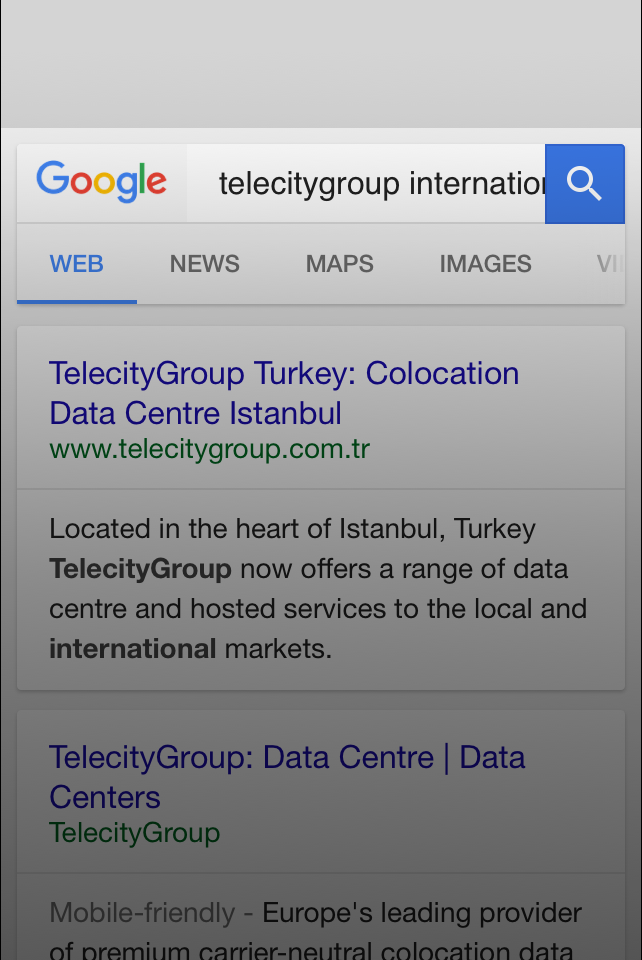 Google telecitygroup internation
WEB NEWS MAPS IMAGES VI
TelecityGroup Turkey: Colocation
Data Centre Istanbul
www.telecitygroup.com.tr
Located in the heart of Istanbul, Turkey
TelecityGroup now offers a range of data
centre and hosted services to the local and
international markets.
TelecityGroup: Data Centre | Data
Centers
TelecityGroup
Mobile-friendly - Europe's leading provider
of premium carrier-neutral colocation data